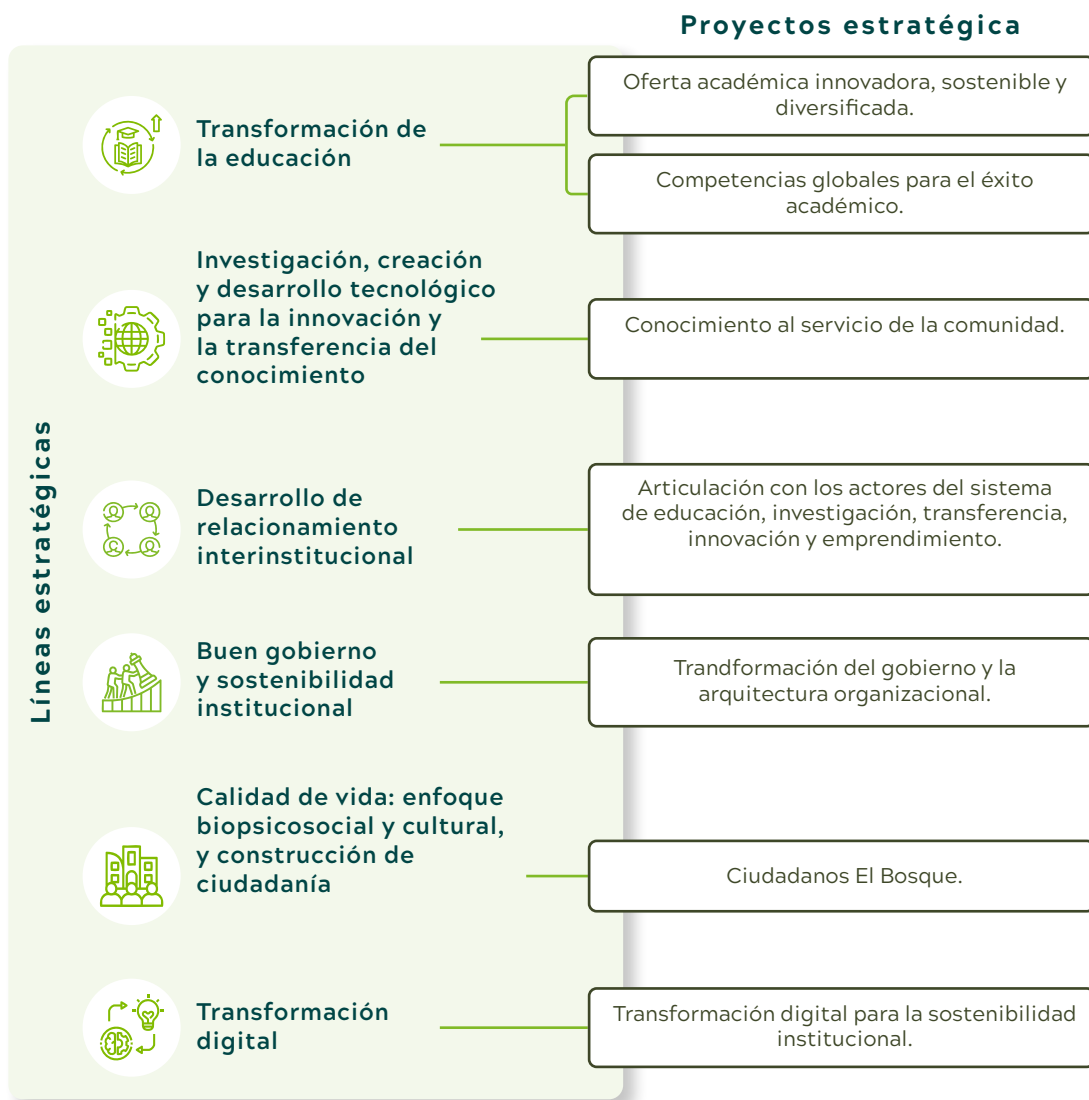 Proyectos estratégica
Líneas estratégicas
Transformación de
la educación
Oferta académica innovadora, sostenible y
diversificada.
Competencias globales para el éxito
académico.
Investigación, creación
y desarrollo tecnológico
para la innovación y
la transferencia del
conocimiento
Conocimiento al servicio de la comunidad.
Desarrollo de
relacionamiento
interinstitucional
Articulación con los actores del sistema
de educación, investigación, transferencia,
innovación y emprendimiento.
Buen gobierno
y sostenibilidad
institucional
Trandformación del gobierno y la
arquitectura organizacional.
Calidad de vida: enfoque
biopsicosocial y cultural,
y construcción de
ciudadanía
Ciudadanos El Bosque.
Transformación
digital
Transformación digital para la sostenibilidad
institucional.